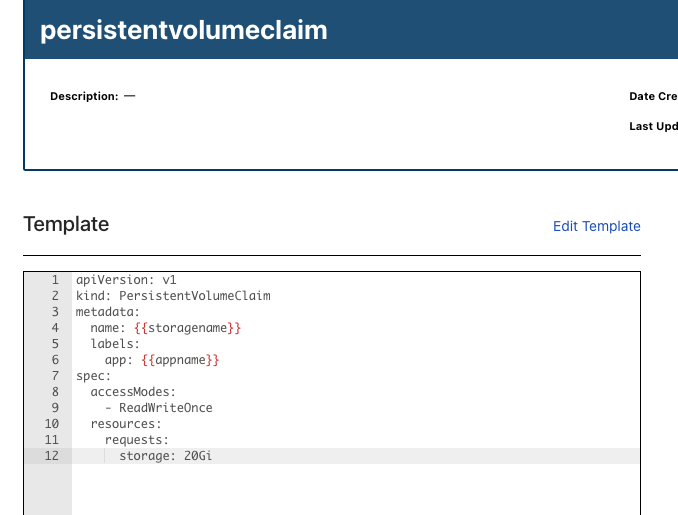 persistentvolumeclaim
Description: — Date Cre
Last Upd
Template Edit Template
1 apiVersion: v1
2 kind: PersistentVolumeClaim
3 metadata:
4   name: {{storagename}}
5   labels:
6     app: {{appname}}
7 spec:
8   accessModes:
9     - ReadWriteOnce
10   resources:
11     requests:
12       storage: 20Gi